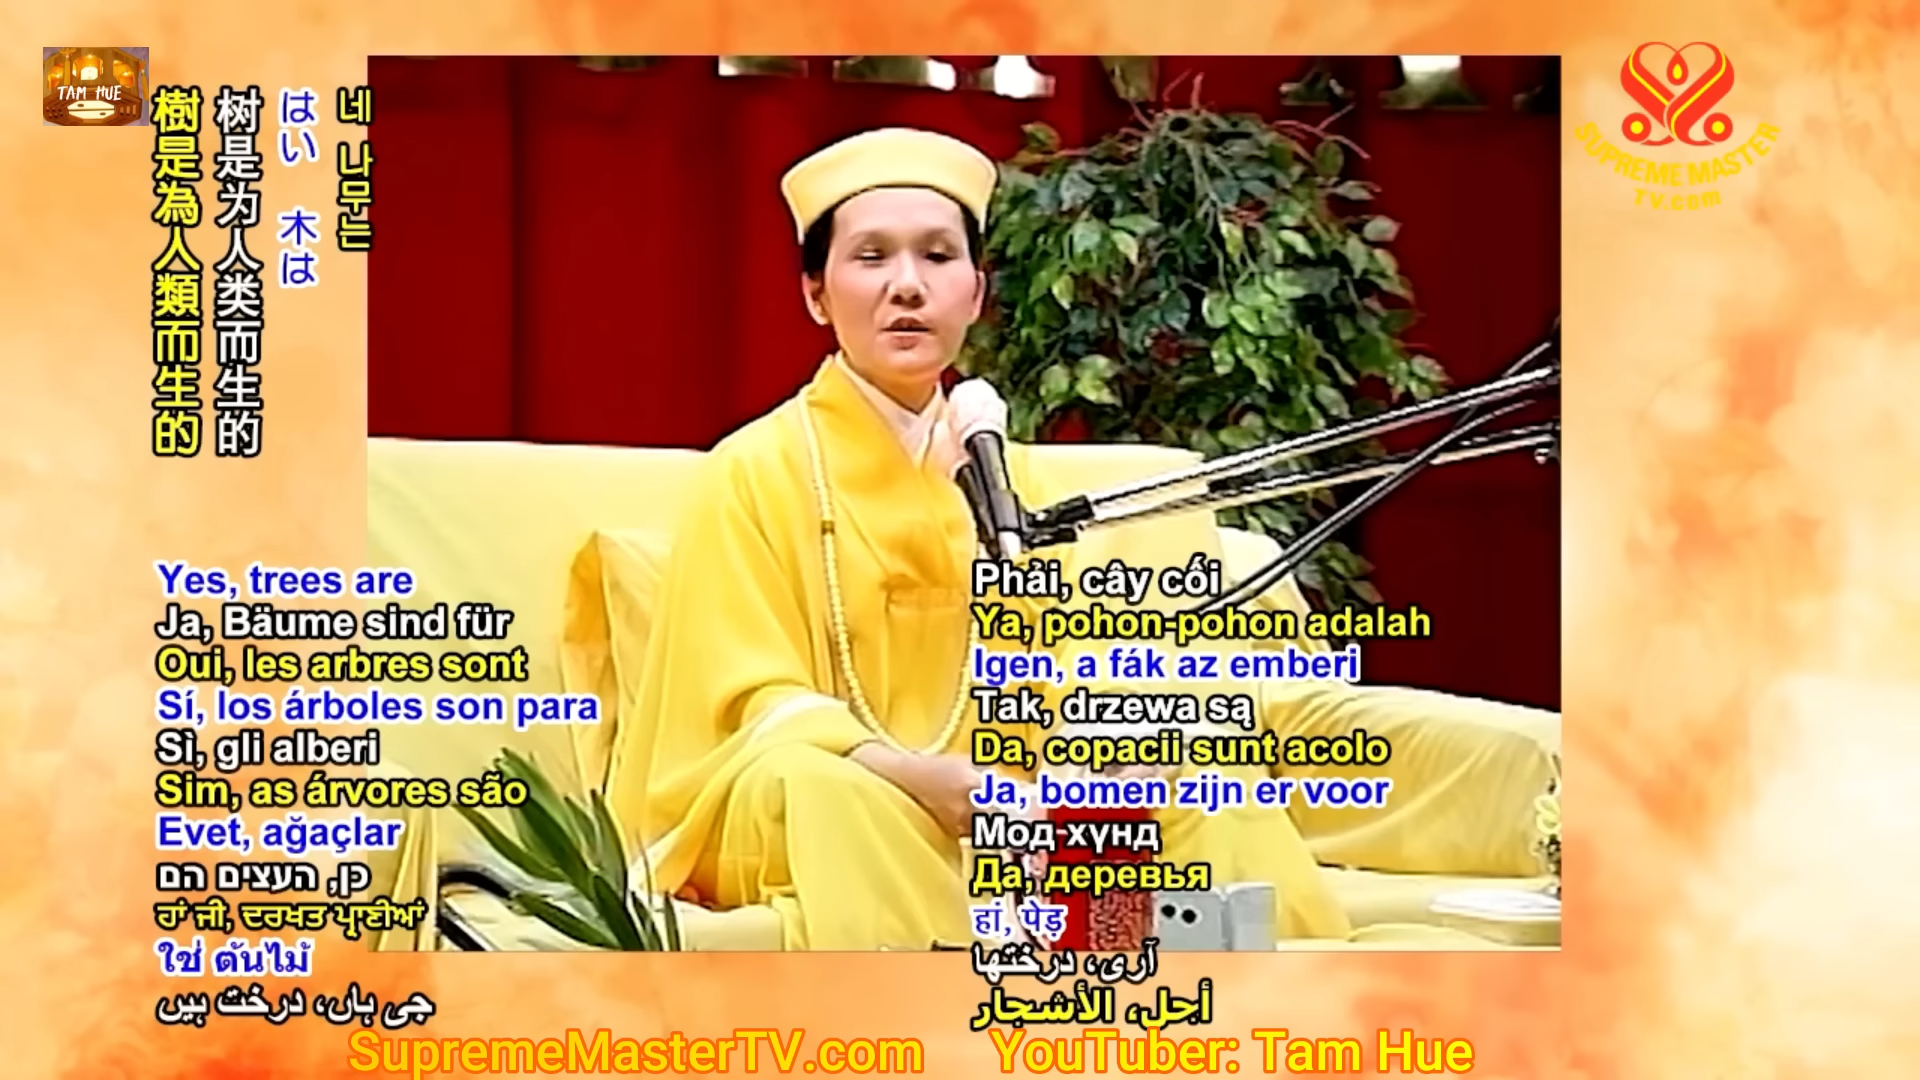 TAM HUE
樹是為人類而生的
树是为人类而生的
はい 木は
네 나무는
SUPREME MASTER
TV.com
Yes, trees are
Ja, Bäume sind für
Oui, les arbres sont
Sí, los árboles son para
Sì, gli alberi
Sim, as árvores são
Evet, ağaçlar
כן, העצים הם
ਹਾਂ ਜੀ, ਦਰਖਤ ਪ੍ਰਾਣੀਆਂ
ใช่ ต้นไม้
جی ہاں، درخت ہیں
Phải, cây cối
Ya, pohon-pohon adalah
Igen, a fák az emberi
Tak, drzewa są
Da, copacii sunt acolo
Ja, bomen zijn er voor
Мод хүнд
Да, деревья
हां, पेड़
آری، درختها
أجل، الأشجار
SupremeMasterTV.com YouTuber: Tam Hue